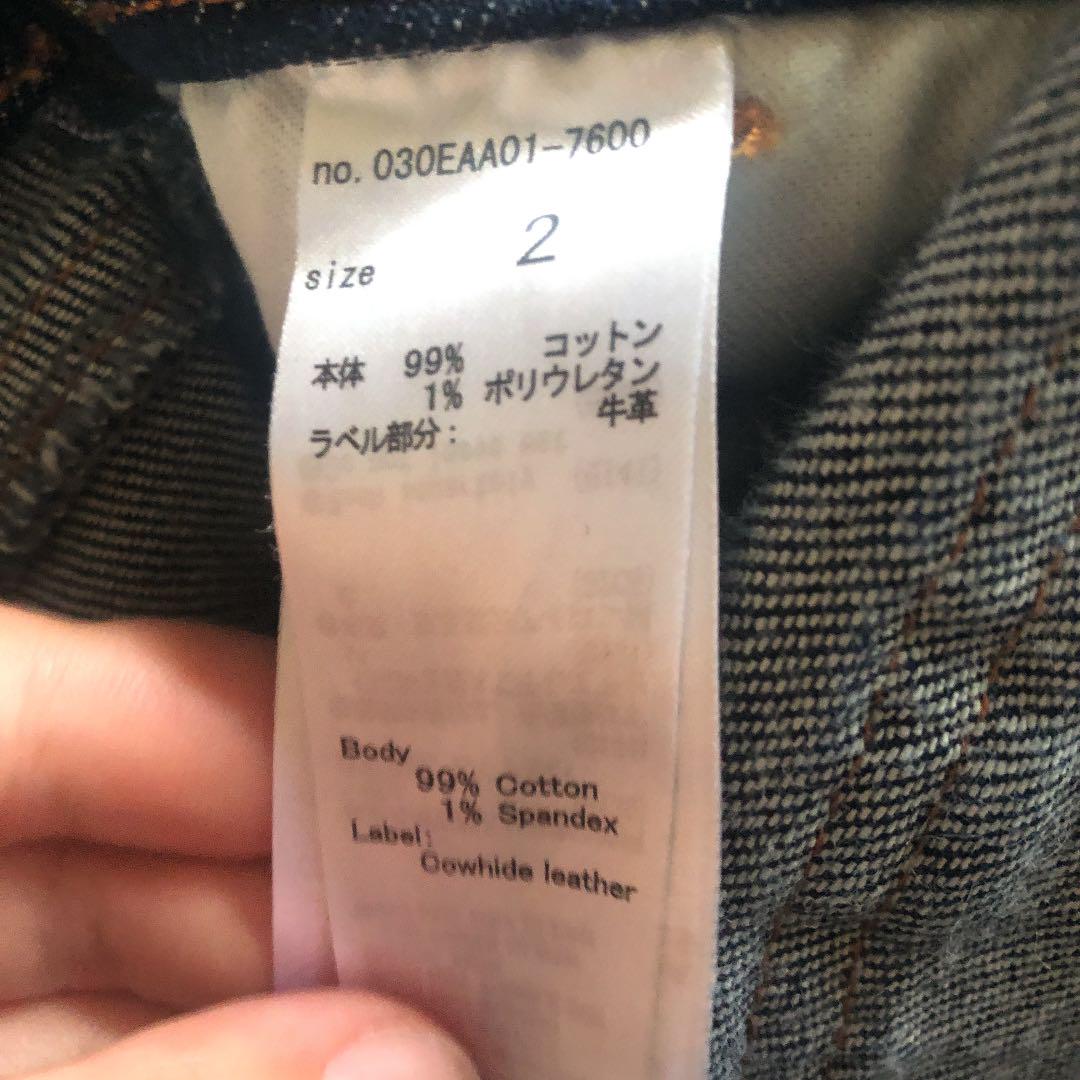 no. 030EAA01-7600
size 2
本体 99% コットン
1% ポリウレタン
ラベル部分: 牛革
Body
99% Cotton
1% Spandex
Label:
Cowhide leather